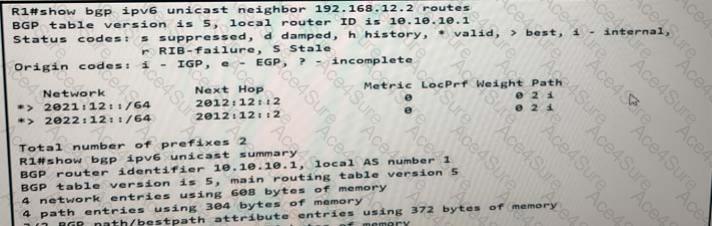 R1#show bgp ipv6 unicast neighbor 192.168.12.2 routes
BGP table version is 5, local router ID is 10.10.10.1
Status codes: s suppressed, d damped, h history, * valid, > best, i - internal,
r RIB-failure, S Stale
Origin codes: i - IGP, e - EGP, ? - incomplete
Network Next Hop Metric LocPrf Weight Path
*> 2021:12::/64 2012:12::2 0 0 2 i
*> 2022:12::/64 2012:12::2 0 0 2 i
Total number of prefixes 2
R1#show bgp ipv6 unicast summary
BGP router identifier 10.10.10.1, local AS number 1
BGP table version is 5, main routing table version 5
4 network entries using 608 bytes of memory
4 path entries using 304 bytes of memory
BGP path/bestpath attribute entries using 372 bytes of memory
Ace4Sure